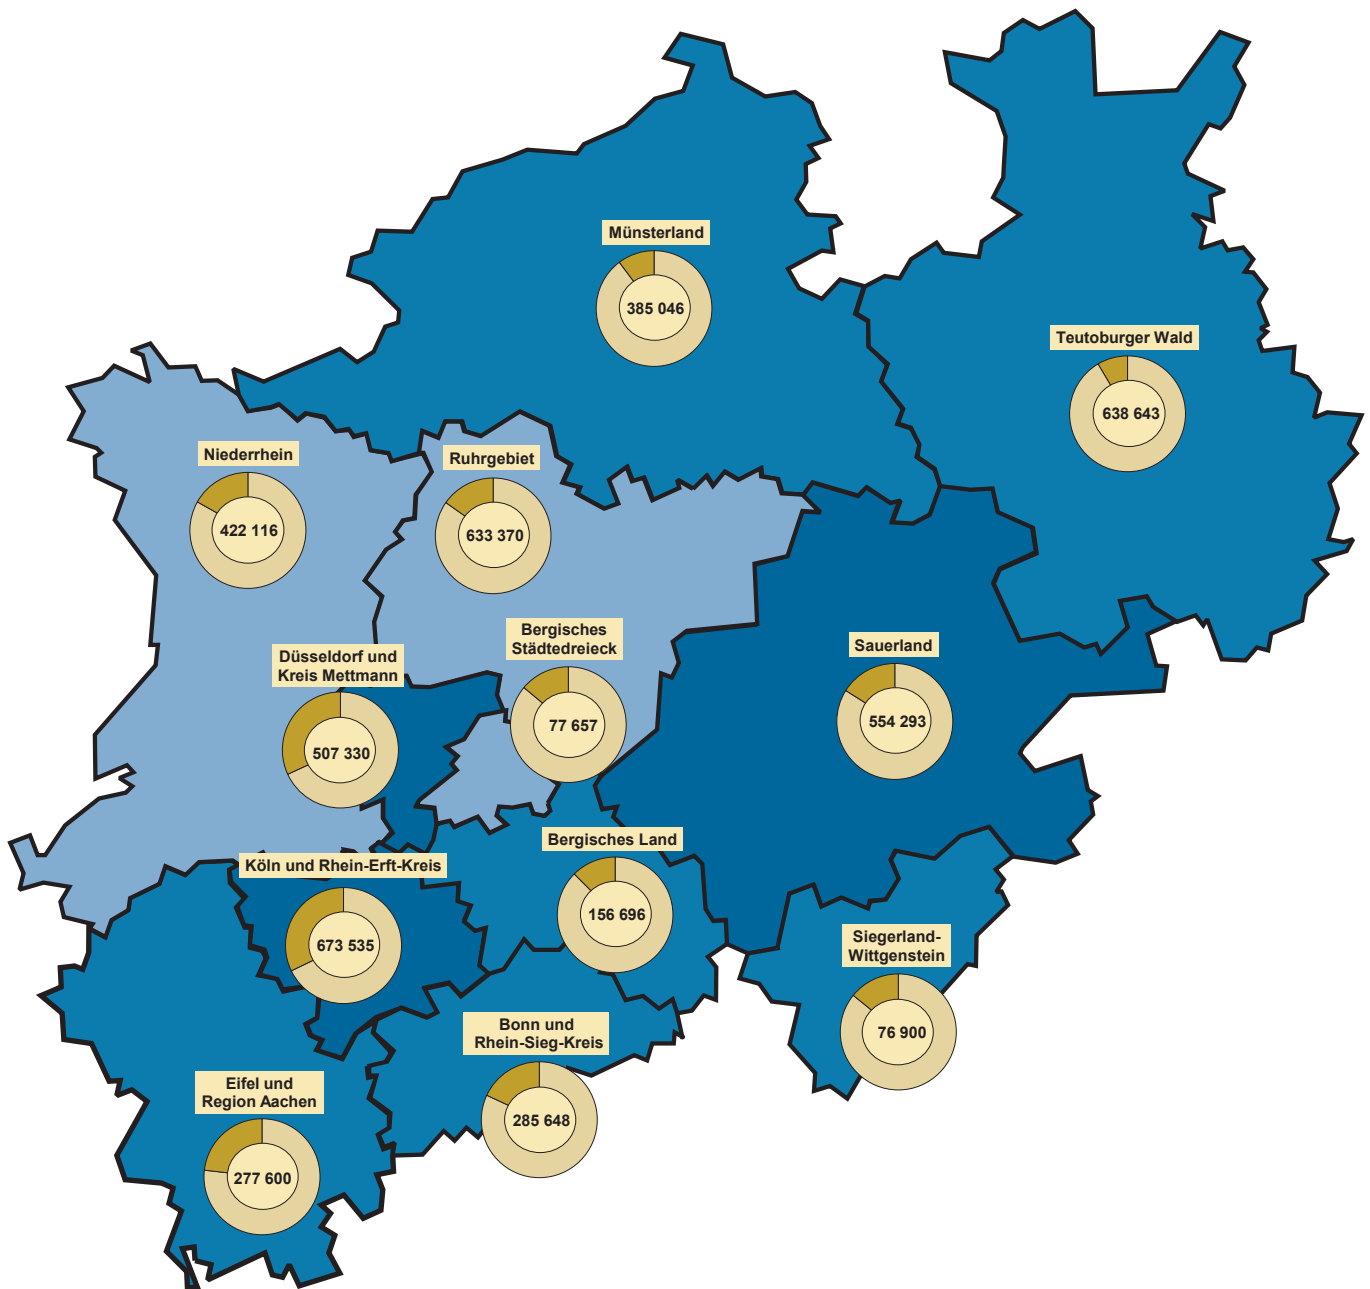 Münsterland
385 046
Teutoburger Wald
638 643
Niederrhein
422 116
Ruhrgebiet
633 370
Bergisches
Städtedreieck
77 657
Sauerland
554 293
Düsseldorf und
Kreis Mettmann
507 330
Bergisches Land
156 696
Köln und Rhein-Erft-Kreis
673 535
Siegerland-
Wittgenstein
76 900
Bonn und
Rhein-Sieg-Kreis
285 648
Eifel und
Region Aachen
277 600